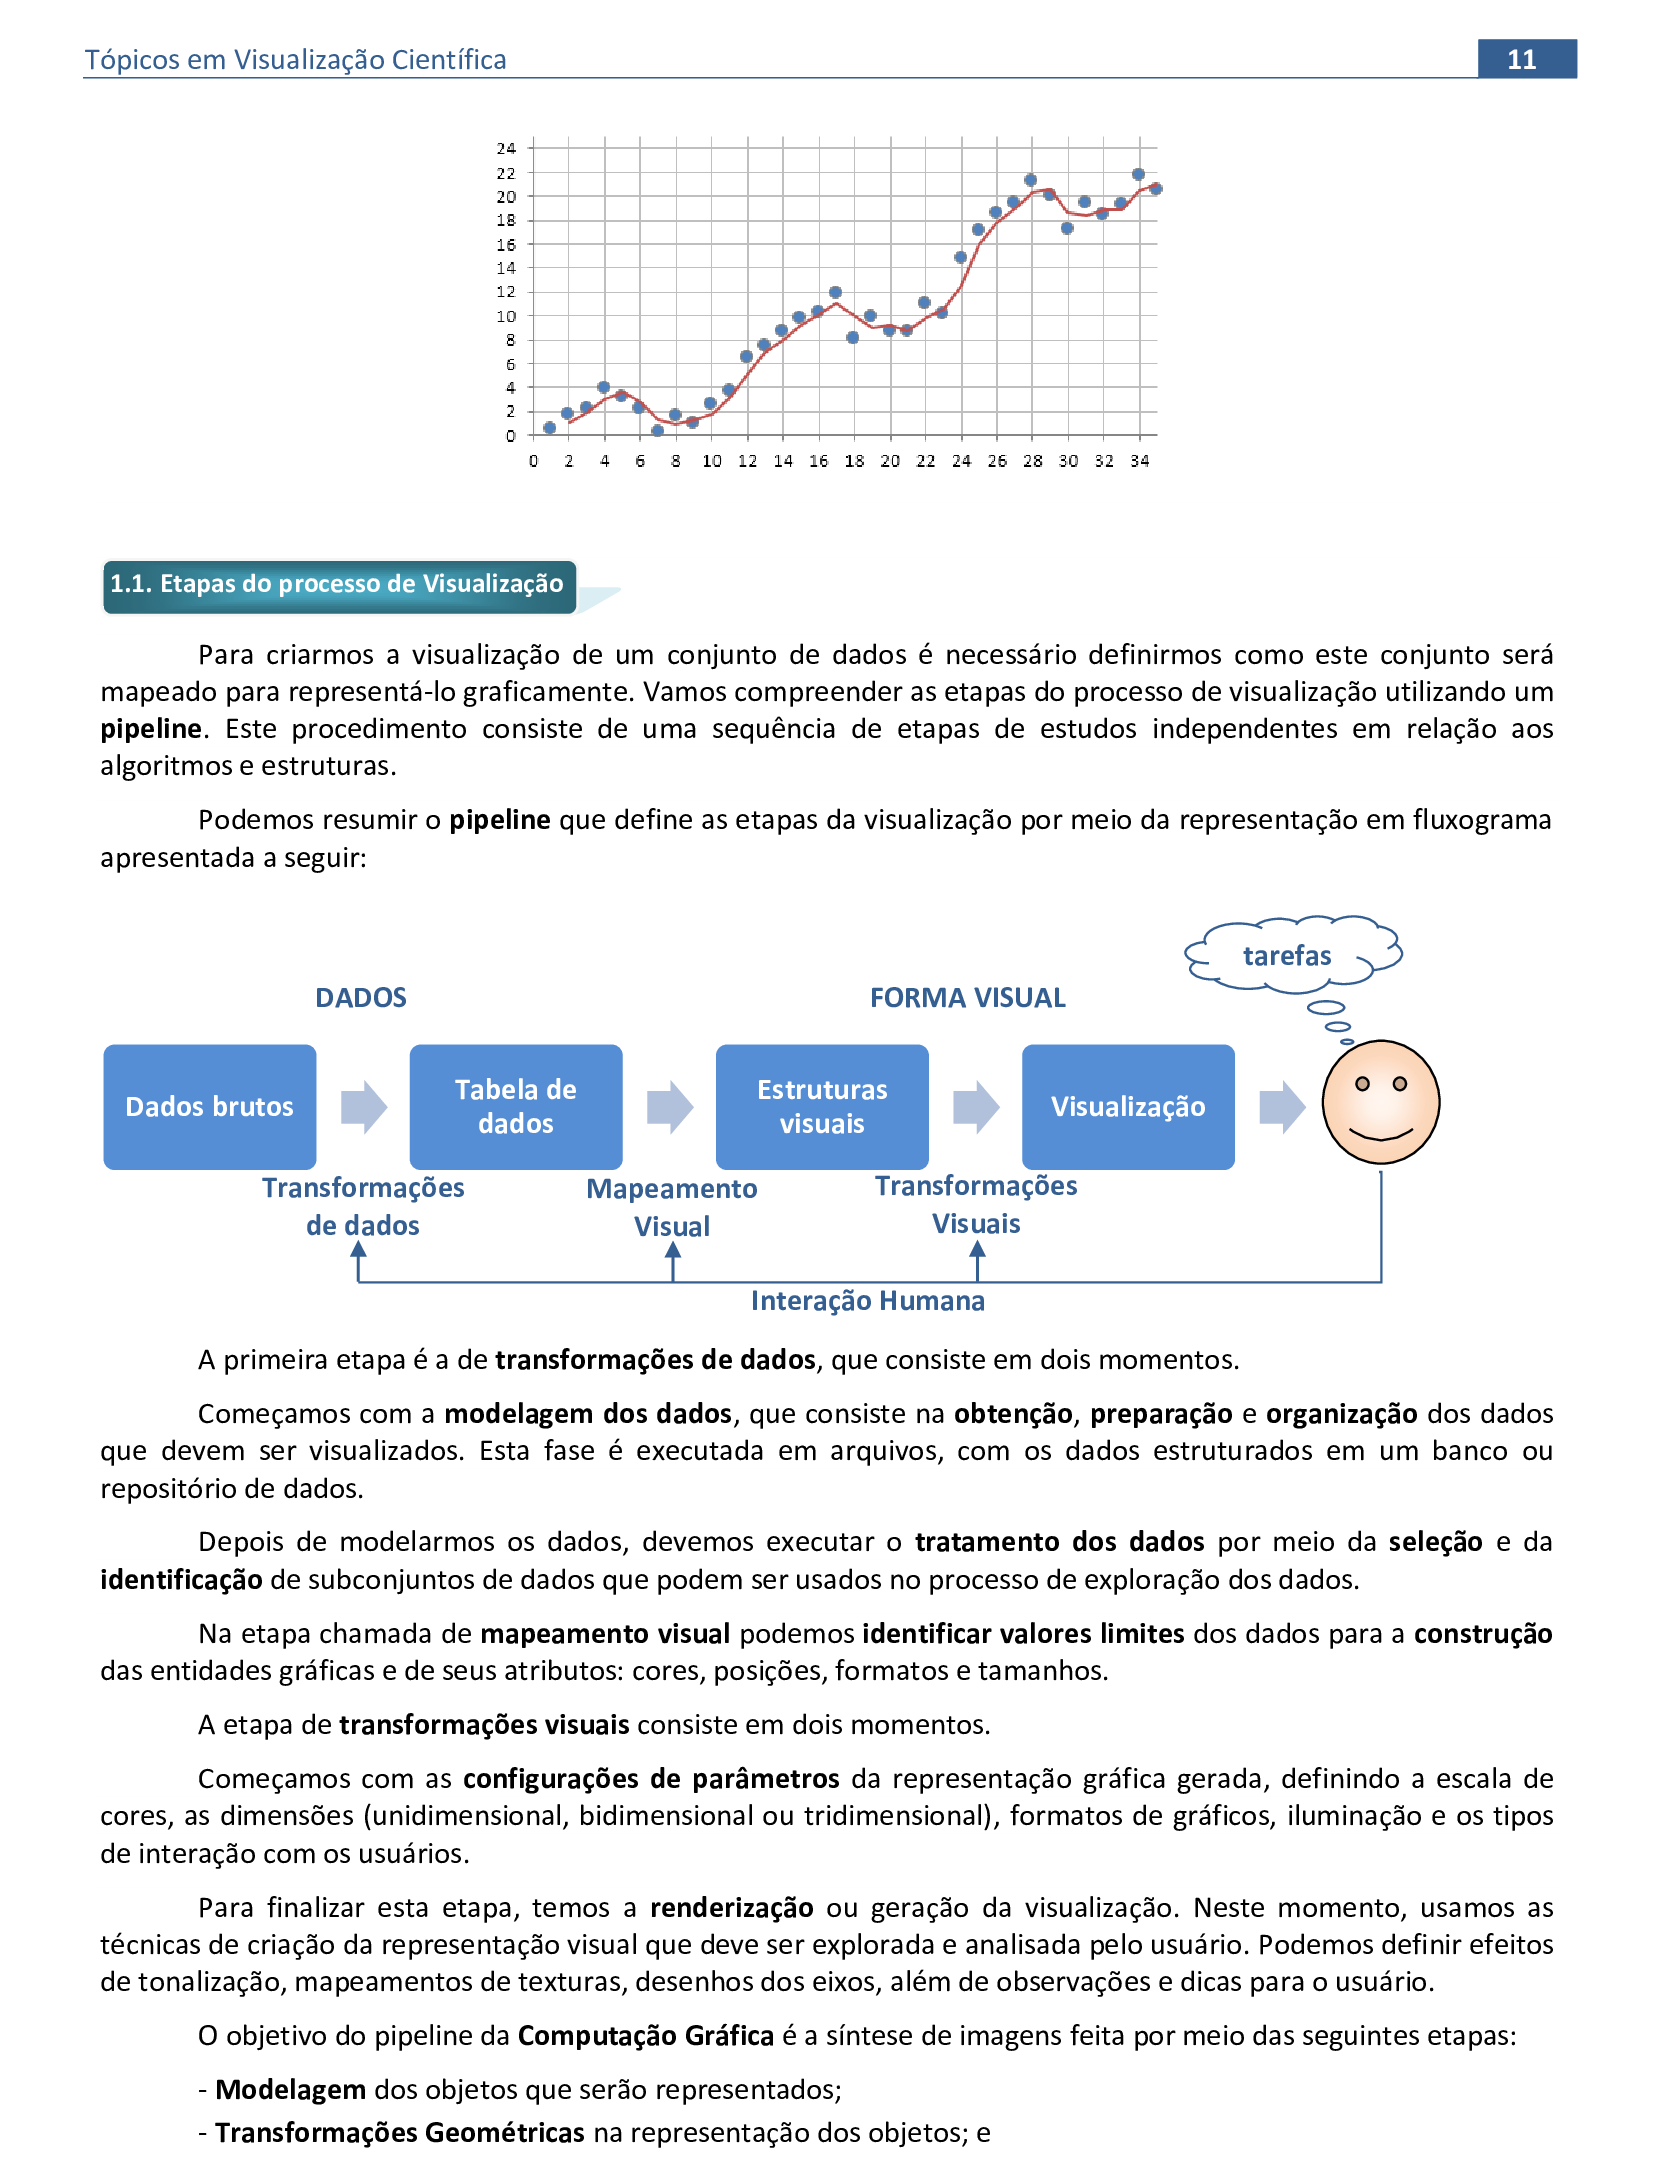 Tópicos em Visualização Científica 11
24
22
20
18
16
14
12
10
8
6
4
2
0
0 2 4 6 8 10 12 14 16 18 20 22 24 26 28 30 32 34
1.1. Etapas do processo de Visualização
Para criarmos a visualização de um conjunto de dados é necessário definirmos como este conjunto será
mapeado para representá-lo graficamente. Vamos compreender as etapas do processo de visualização utilizando um
pipeline. Este procedimento consiste de uma sequência de etapas de estudos independentes em relação aos
algoritmos e estruturas.
Podemos resumir o pipeline que define as etapas da visualização por meio da representação em fluxograma
apresentada a seguir:
tarefas
DADOS FORMA VISUAL
Dados brutos
Tabela de
dados
Estruturas
visuais
Visualização
Transformações
de dados
Mapeamento
Visual
Transformações
Visuais
Interação Humana
A primeira etapa é a de transformações de dados, que consiste em dois momentos.
Começamos com a modelagem dos dados, que consiste na obtenção, preparação e organização dos dados
que devem ser visualizados. Esta fase é executada em arquivos, com os dados estruturados em um banco ou
repositório de dados.
Depois de modelarmos os dados, devemos executar o tratamento dos dados por meio da seleção e da
identificação de subconjuntos de dados que podem ser usados no processo de exploração dos dados.
Na etapa chamada de mapeamento visual podemos identificar valores limites dos dados para a construção
das entidades gráficas e de seus atributos: cores, posições, formatos e tamanhos.
A etapa de transformações visuais consiste em dois momentos.
Começamos com as configurações de parâmetros da representação gráfica gerada, definindo a escala de
cores, as dimensões (unidimensional, bidimensional ou tridimensional), formatos de gráficos, iluminação e os tipos
de interação com os usuários.
Para finalizar esta etapa, temos a renderização ou geração da visualização. Neste momento, usamos as
técnicas de criação da representação visual que deve ser explorada e analisada pelo usuário. Podemos definir efeitos
de tonalização, mapeamentos de texturas, desenhos dos eixos, além de observações e dicas para o usuário.
O objetivo do pipeline da Computação Gráfica é a síntese de imagens feita por meio das seguintes etapas:
- Modelagem dos objetos que serão representados;
- Transformações Geométricas na representação dos objetos; e